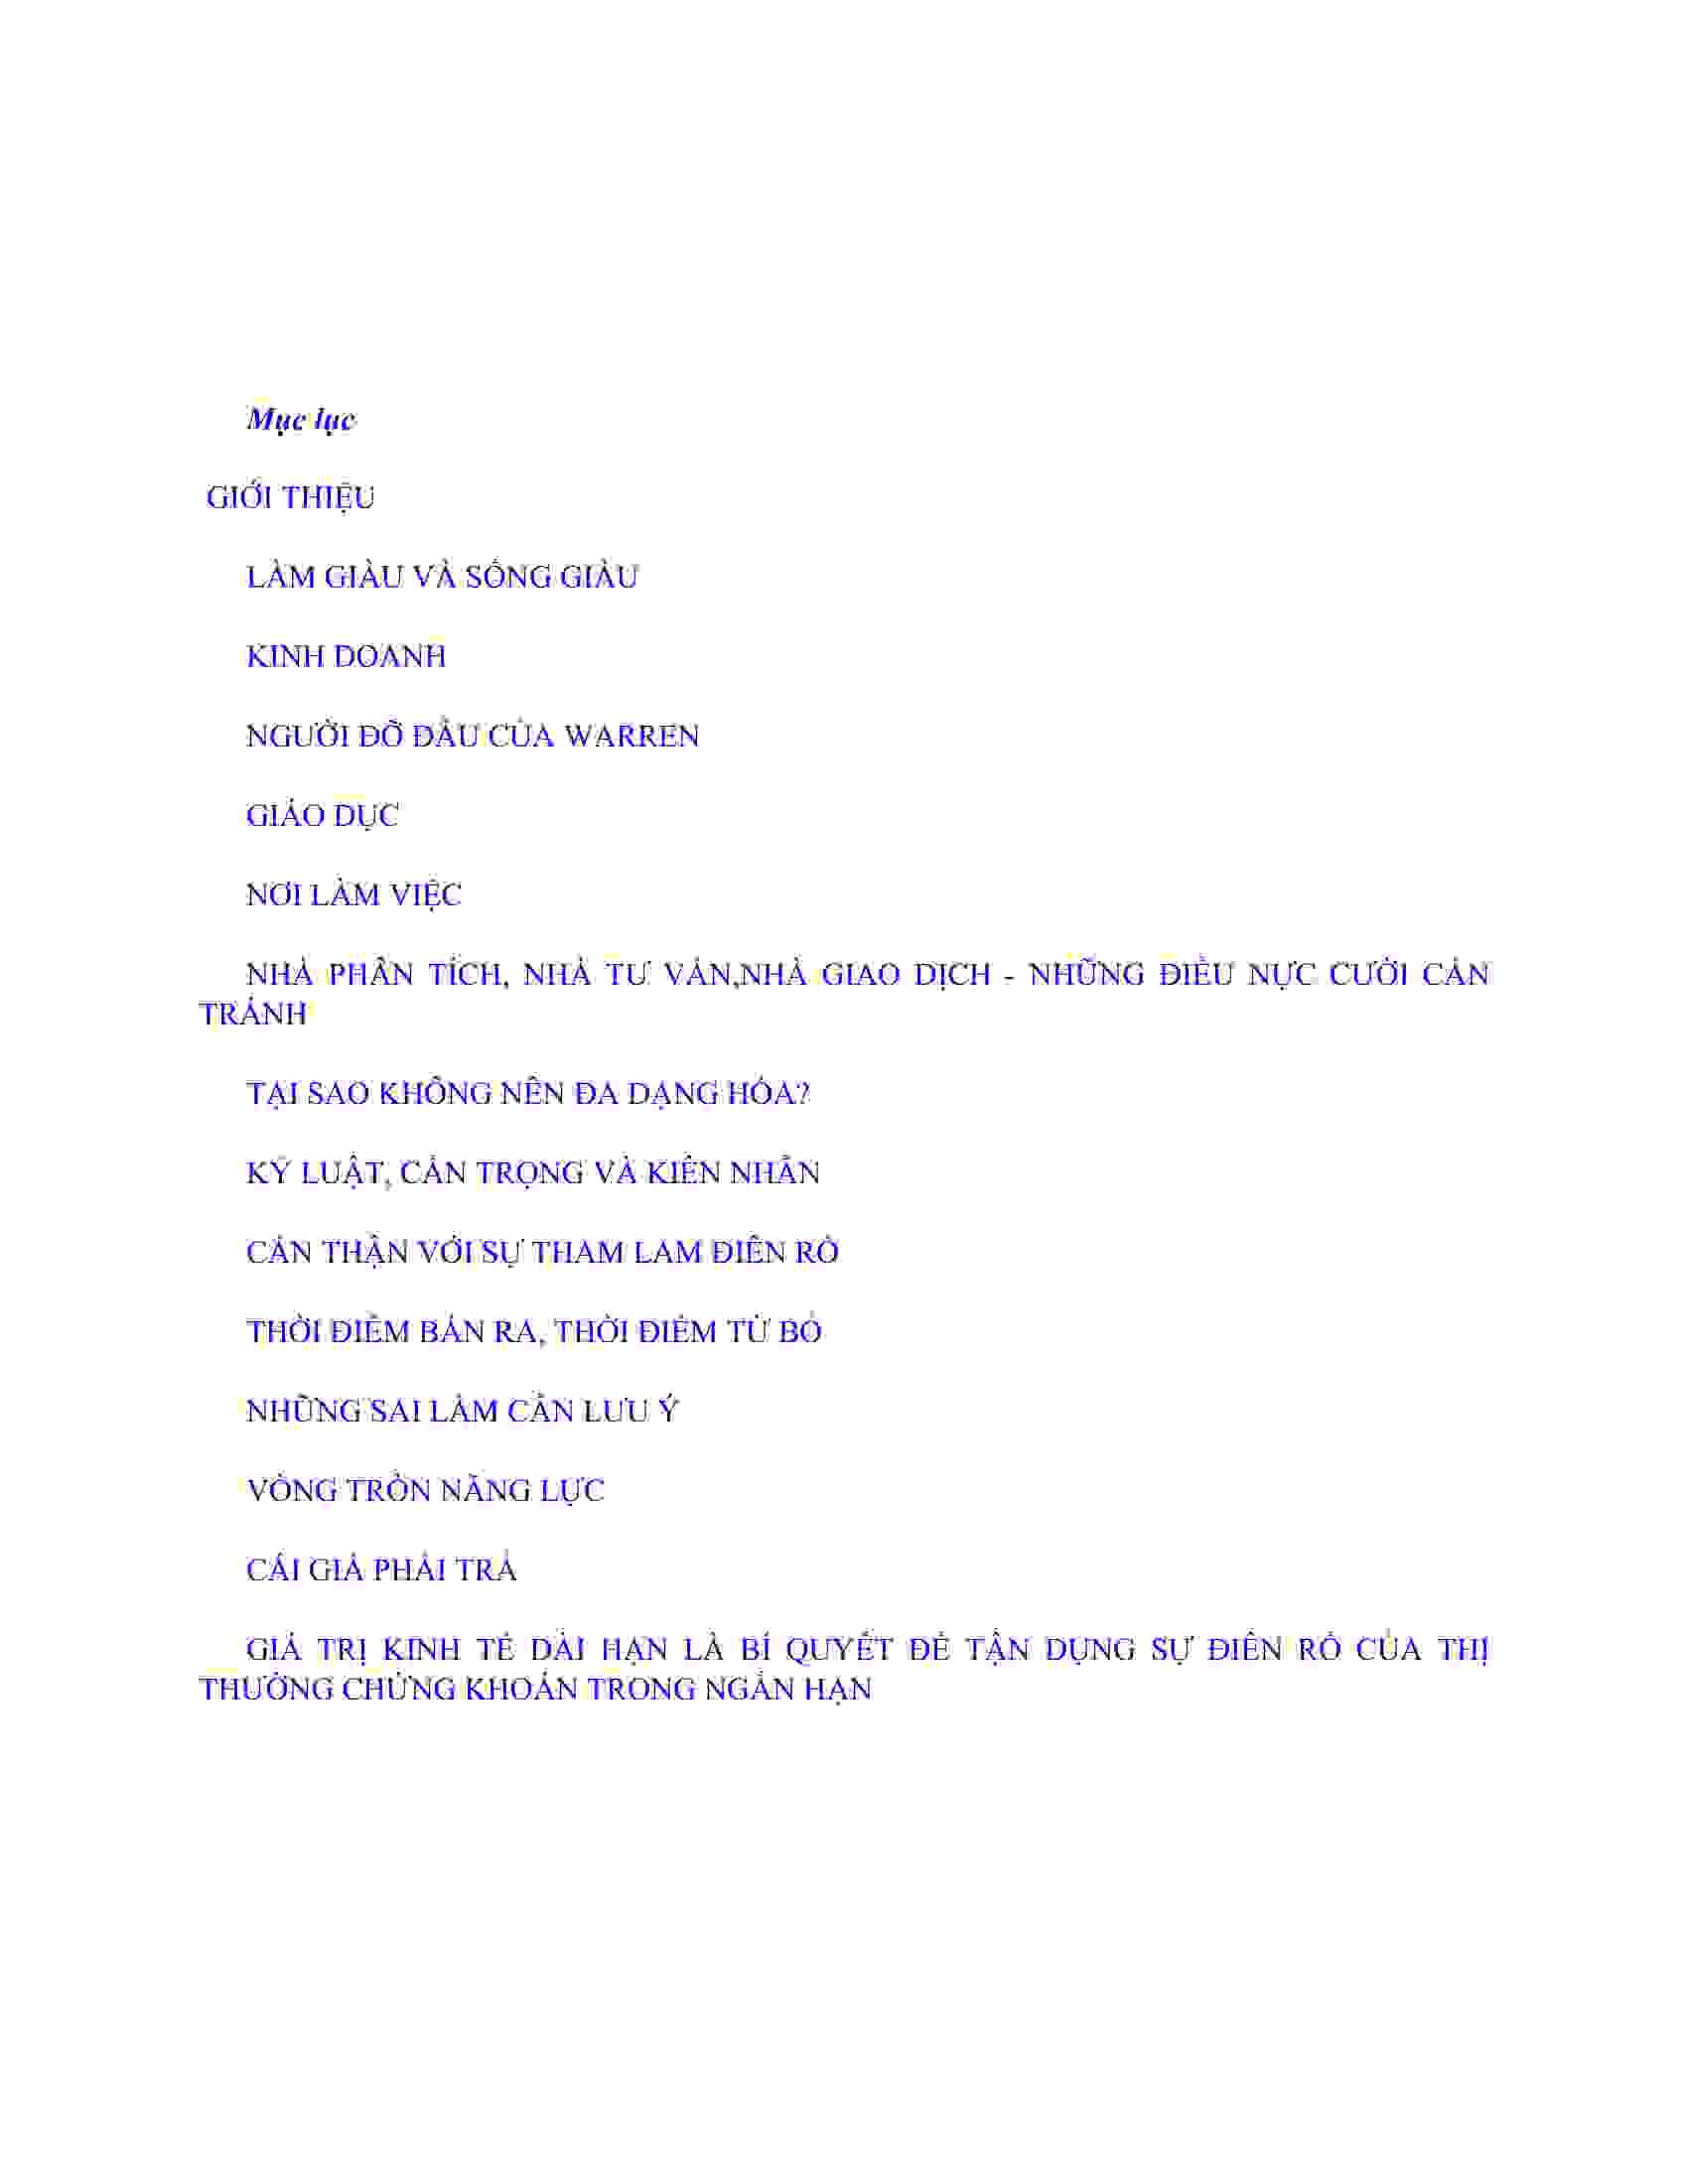 Mục lục
GIỚI THIỆU
LÀM GIÀU VÀ SỐNG GIÀU
KINH DOANH
NGƯỜI ĐỠ ĐẦU CỦA WARREN
GIÁO DỤC
NƠI LÀM VIỆC
NHÀ PHÂN TÍCH, NHÀ TƯ VẤN,NHÀ GIAO DỊCH - NHỮNG ĐIỀU NỰC CƯỜI CẦN
TRÁNH
TẠI SAO KHÔNG NÊN ĐA DẠNG HÓA?
KỶ LUẬT, CẨN TRỌNG VÀ KIÊN NHẪN
CẨN THẬN VỚI SỰ THAM LAM ĐIÊN RỒ
THỜI ĐIỂM BÁN RA, THỜI ĐIỂM TỪ BỎ
NHỮNG SAI LẦM CẦN LƯU Ý
VÒNG TRÒN NĂNG LỰC
CÁI GIÁ PHẢI TRẢ
GIÁ TRỊ KINH TẾ DÀI HẠN LÀ BÍ QUYẾT ĐỂ TẬN DỤNG SỰ ĐIÊN RỒ CỦA THỊ
TRƯỜNG CHỨNG KHOÁN TRONG NGẮN HẠN